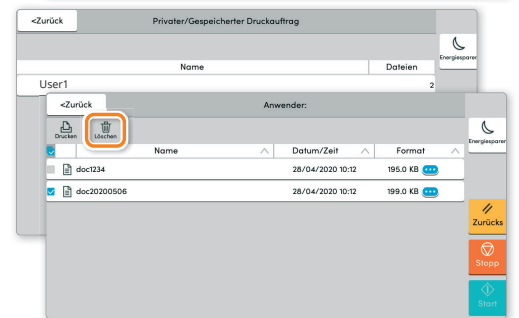 <Zurück
Privater/Gespeicherter Druckauftrag
Energiesparer
Name
Dateien
User1
2
<Zurück
Anwender:
Drucken
Löschen
Energiesparer
Name
Datum/Zeit
Format
doc1234
28/04/2020 10:12
195.0 KB
doc20200506
28/04/2020 10:12
199.0 KB
Zurücks
Stopp
Start